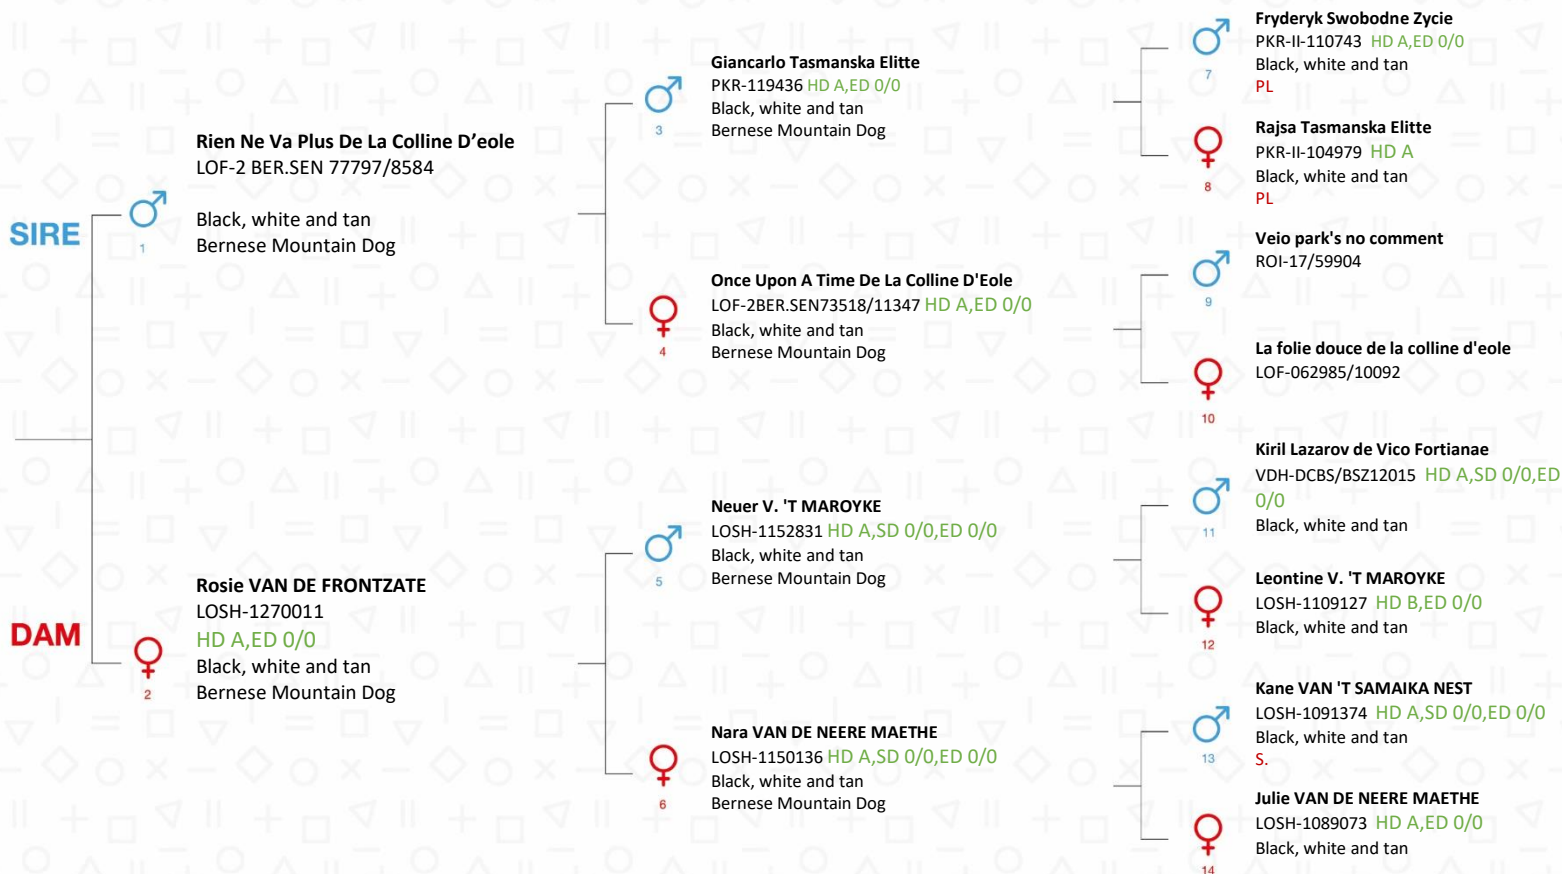 SIRE
1
Rien Ne Va Plus De La Colline D’eole
LOF-2 BER.SEN 77797/8584
Black, white and tan
Bernese Mountain Dog
DAM
2
Rosie VAN DE FRONTZATE
LOSH-1270011
HD A,ED 0/0
Black, white and tan
Bernese Mountain Dog
3
Giancarlo Tasmanska Elitte
PKR-119436 HD A,ED 0/0
Black, white and tan
Bernese Mountain Dog
4
Once Upon A Time De La Colline D'Eole
LOF-2BER.SEN73518/11347 HD A,ED 0/0
Black, white and tan
Bernese Mountain Dog
5
Neuer V. 'T MAROYKE
LOSH-1152831 HD A,SD 0/0,ED 0/0
Black, white and tan
Bernese Mountain Dog
6
Nara VAN DE NEERE MAETHE
LOSH-1150136 HD A,SD 0/0,ED 0/0
Black, white and tan
Bernese Mountain Dog
7
Fryderyk Swobodne Zycie
PKR-II-110743 HD A,ED 0/0
Black, white and tan
PL
8
Rajsa Tasmanska Elitte
PKR-II-104979 HD A
Black, white and tan
PL
9
Veio park's no comment
ROI-17/59904
10
La folie douce de la colline d'eole
LOF-062985/10092
11
Kiril Lazarov de Vico Fortianae
VDH-DCBS/BSZ12015 HD A,SD 0/0,ED
0/0
Black, white and tan
12
Leontine V. 'T MAROYKE
LOSH-1109127 HD B,ED 0/0
Black, white and tan
13
Kane VAN 'T SAMAIKA NEST
LOSH-1091374 HD A,SD 0/0,ED 0/0
Black, white and tan
S.
14
Julie VAN DE NEERE MAETHE
LOSH-1089073 HD A,ED 0/0
Black, white and tan